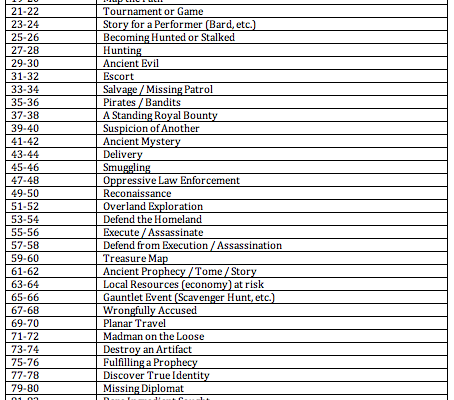 21-22 Tournament or Game
23-24 Story for a Performer (Bard, etc.)
25-26 Becoming Hunted or Stalked
27-28 Hunting
29-30 Ancient Evil
31-32 Escort
33-34 Salvage / Missing Patrol
35-36 Pirates / Bandits
37-38 A Standing Royal Bounty
39-40 Suspicion of Another
41-42 Ancient Mystery
43-44 Delivery
45-46 Smuggling
47-48 Oppressive Law Enforcement
49-50 Reconaissance
51-52 Overland Exploration
53-54 Defend the Homeland
55-56 Execute / Assassinate
57-58 Defend from Execution / Assassination
59-60 Treasure Map
61-62 Ancient Prophecy / Tome / Story
63-64 Local Resources (economy) at risk
65-66 Gauntlet Event (Scavenger Hunt, etc.)
67-68 Wrongfully Accused
69-70 Planar Travel
71-72 Madman on the Loose
73-74 Destroy an Artifact
75-76 Fulfilling a Prophecy
77-78 Discover True Identity
79-80 Missing Diplomat